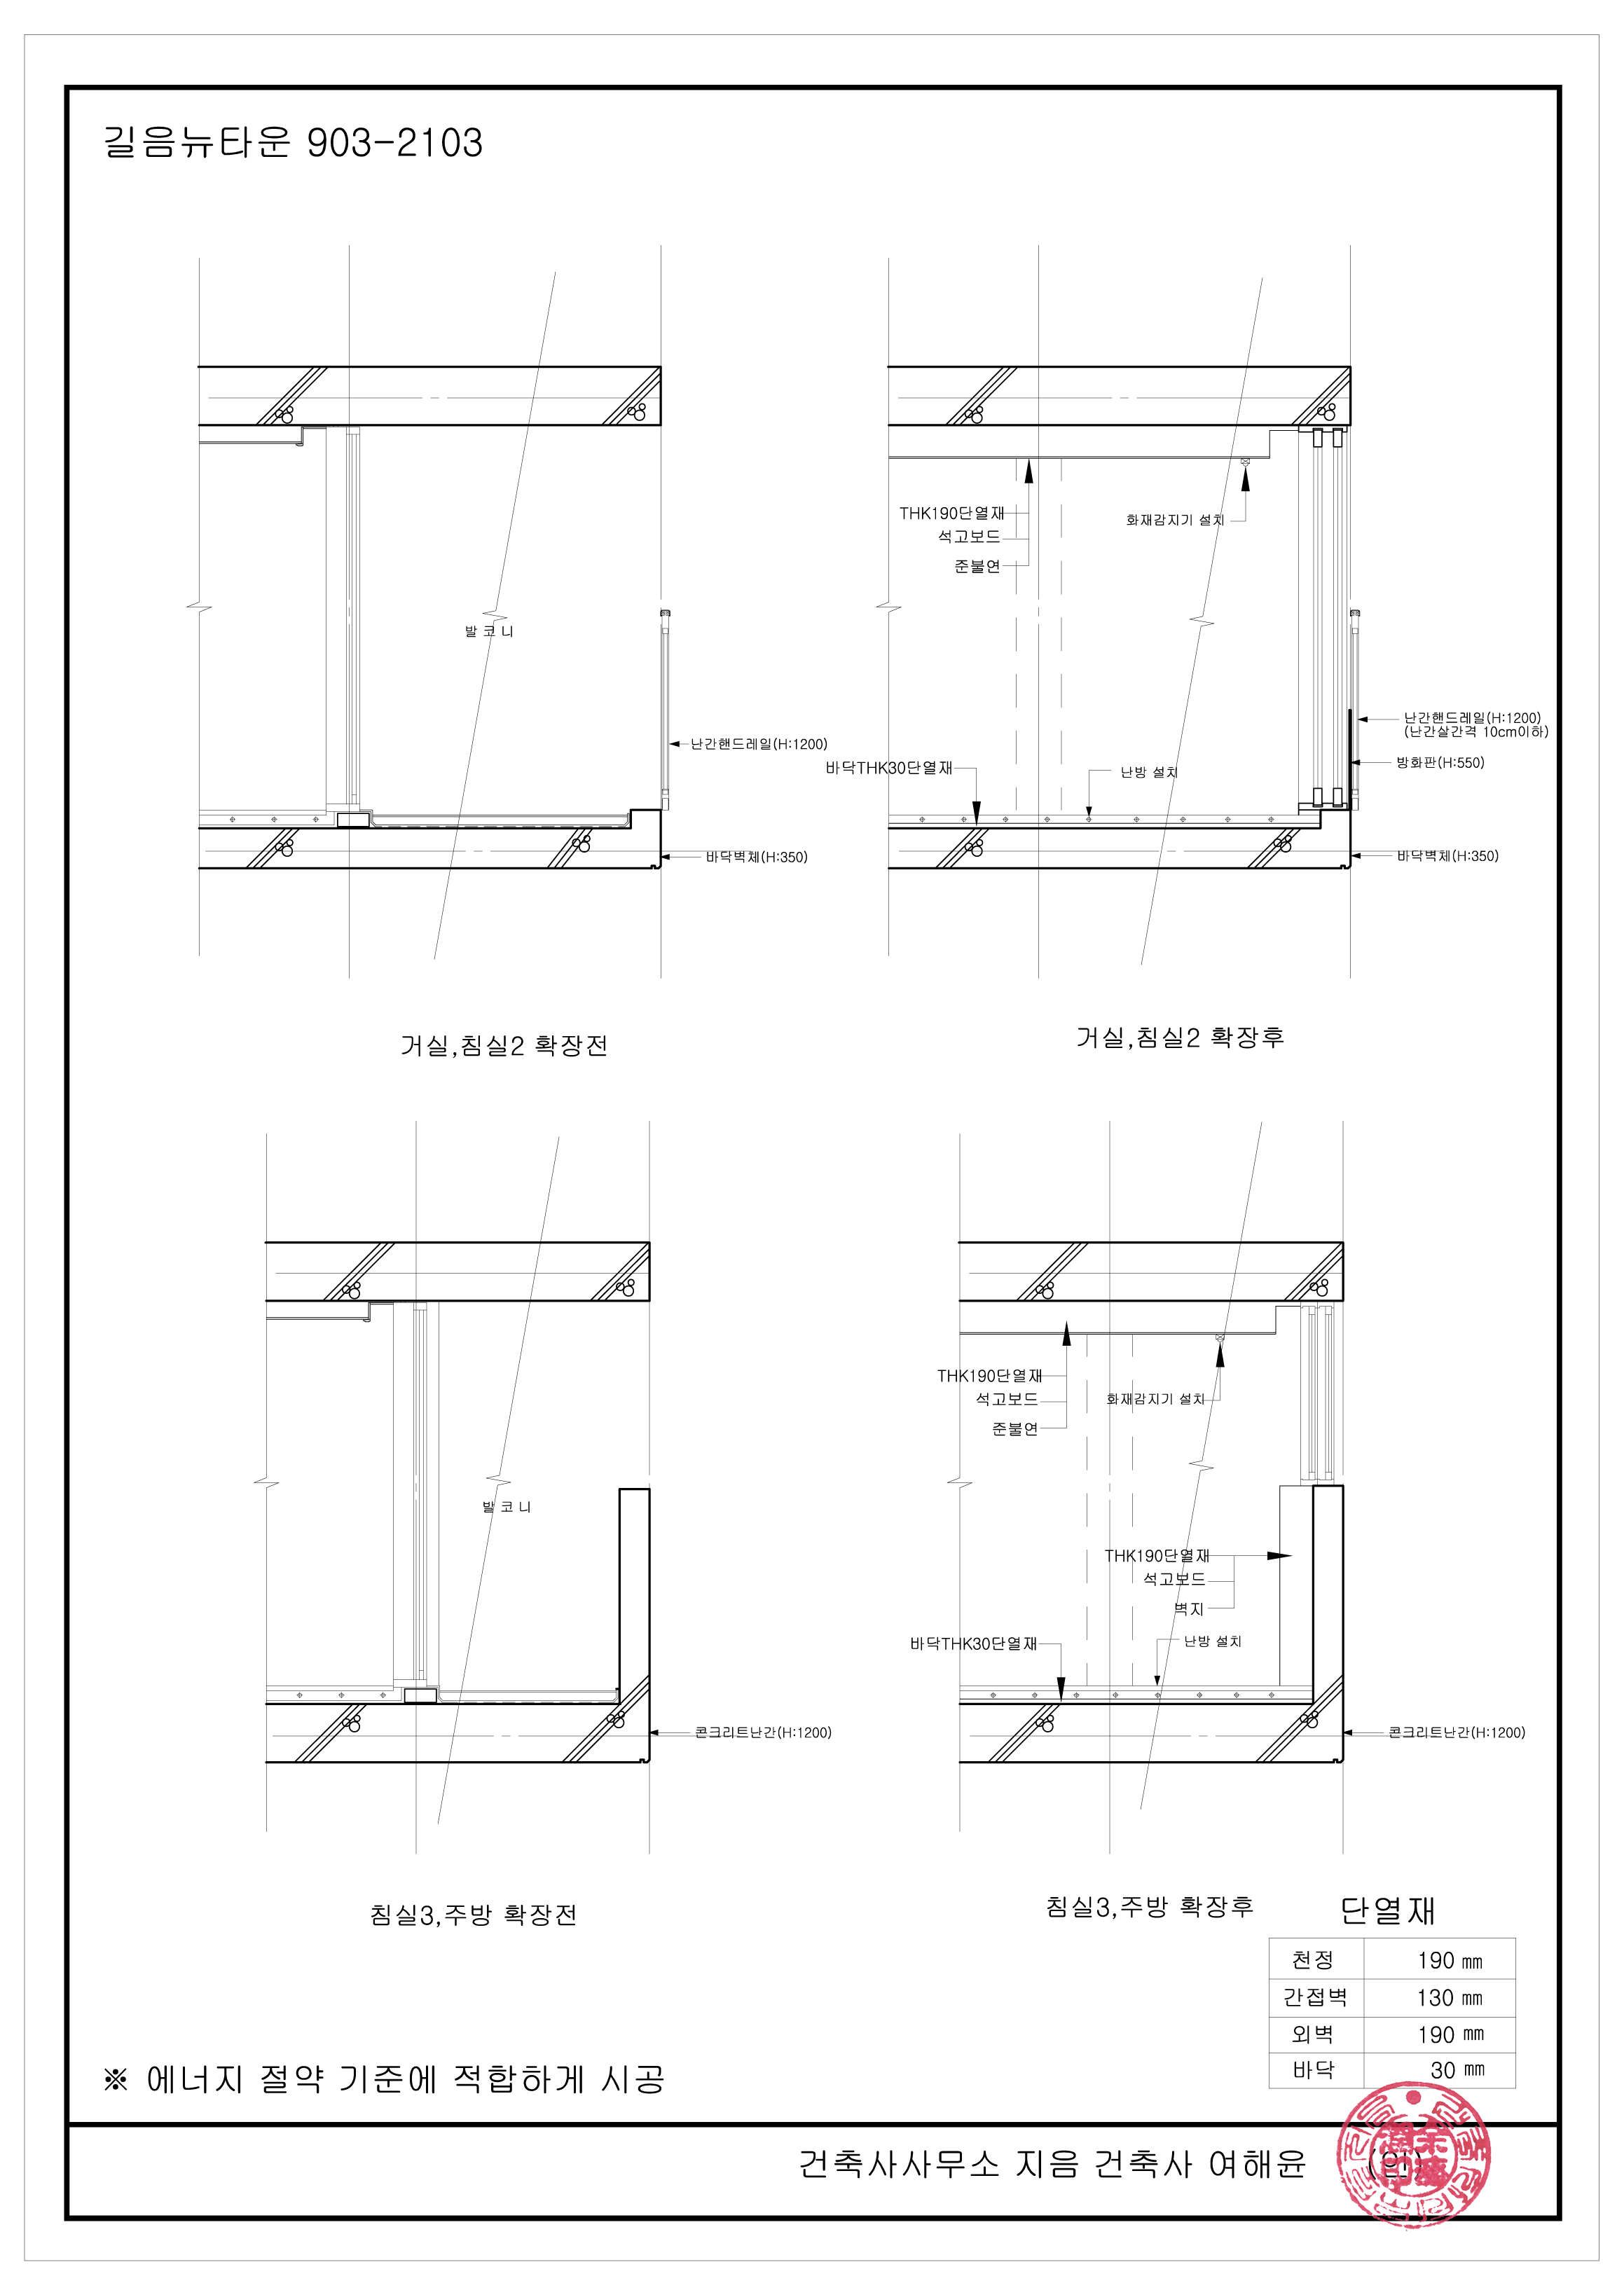 길음뉴타운 903-2103
발 코 니
난간핸드레일(H:1200)
바닥벽체(H:350)
거실,침실2 확장전
THK190단열재
석고보드
준불연
화재감지기 설치
바닥THK30단열재
난방 설치
난간핸드레일(H:1200)
(난간살간격 10cm이하)
방화판(H:550)
바닥벽체(H:350)
거실,침실2 확장후
발 코 니
콘크리트난간(H:1200)
침실3,주방 확장전
THK190단열재
석고보드
준불연
화재감지기 설치
THK190단열재
석고보드
벽지
바닥THK30단열재
난방 설치
콘크리트난간(H:1200)
침실3,주방 확장후
단열재
천정 190 ㎜
간접벽 130 ㎜
외벽 190 ㎜
바닥 30 ㎜
※ 에너지 절약 기준에 적합하게 시공
건축사사무소 지음 건축사 여해윤 (인)